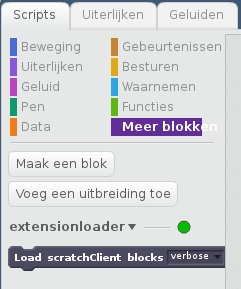 Scripts Uiterlijken Geluiden
Beweging Gebeurtenissen
Uiterlijken Besturen
Geluid Waarnemen
Pen Functies
Data Meer blokken
Maak een blok
Voeg een uitbreiding toe
extensionloader
Load scratchClient blocks verbose